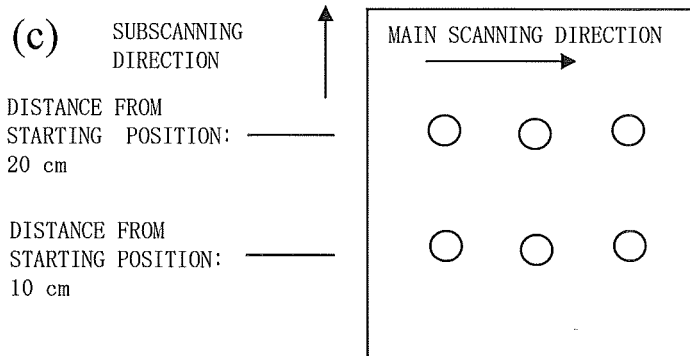 (c)
SUBSCANNING
DIRECTION
MAIN SCANNING DIRECTION
DISTANCE FROM
STARTING POSITION:
20 cm
DISTANCE FROM
STARTING POSITION:
10 cm